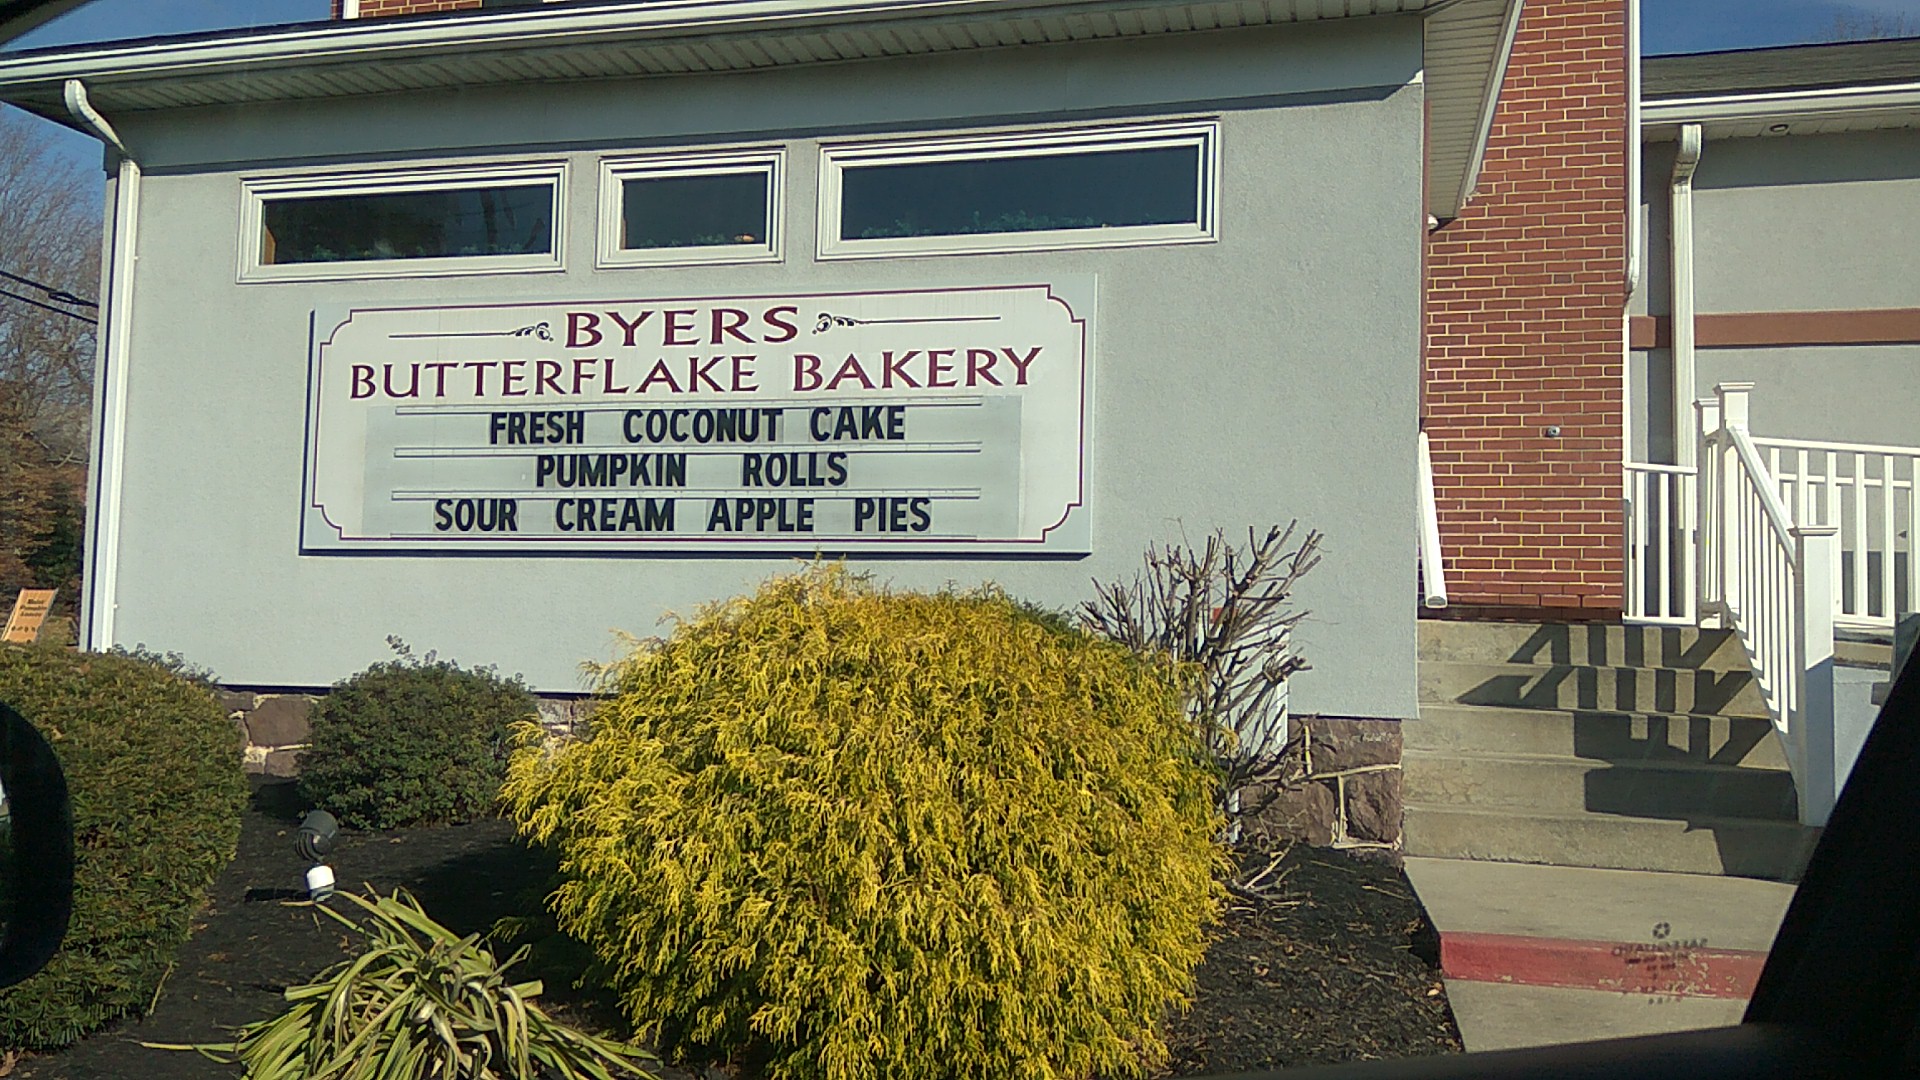 BYERS
BUTTERFLAKE BAKERY
FRESH COCONUT CAKE
PUMPKIN ROLLS
SOUR CREAM APPLE PIES